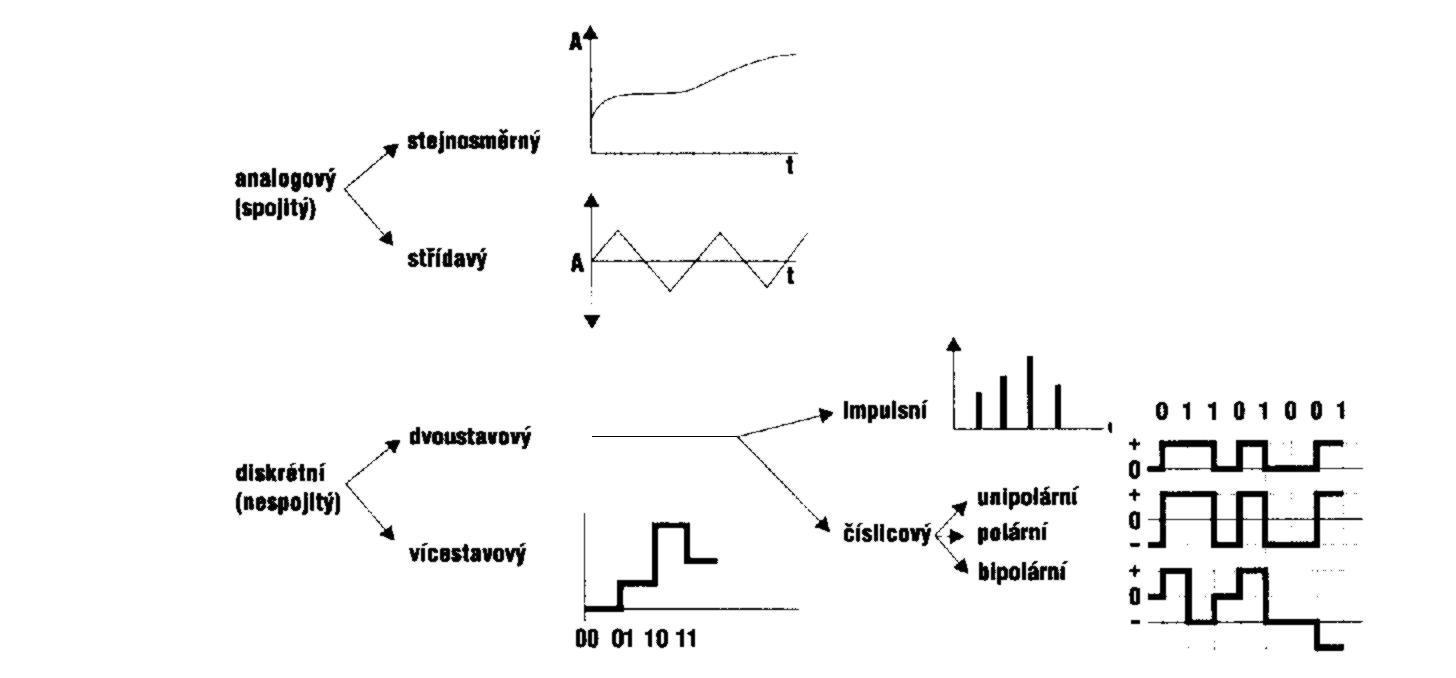 A
stejnosměrný
t
analogový
(spojitý)
střídavý
A
t
impulsní
0 1 1 0 1 0 0 1
dvoustavový
+
0
diskrétní
(nespojitý)
unipolární
+
0
-
číslicový
polární
vícestavový
bipolární
+
0
-
00 01 10 11